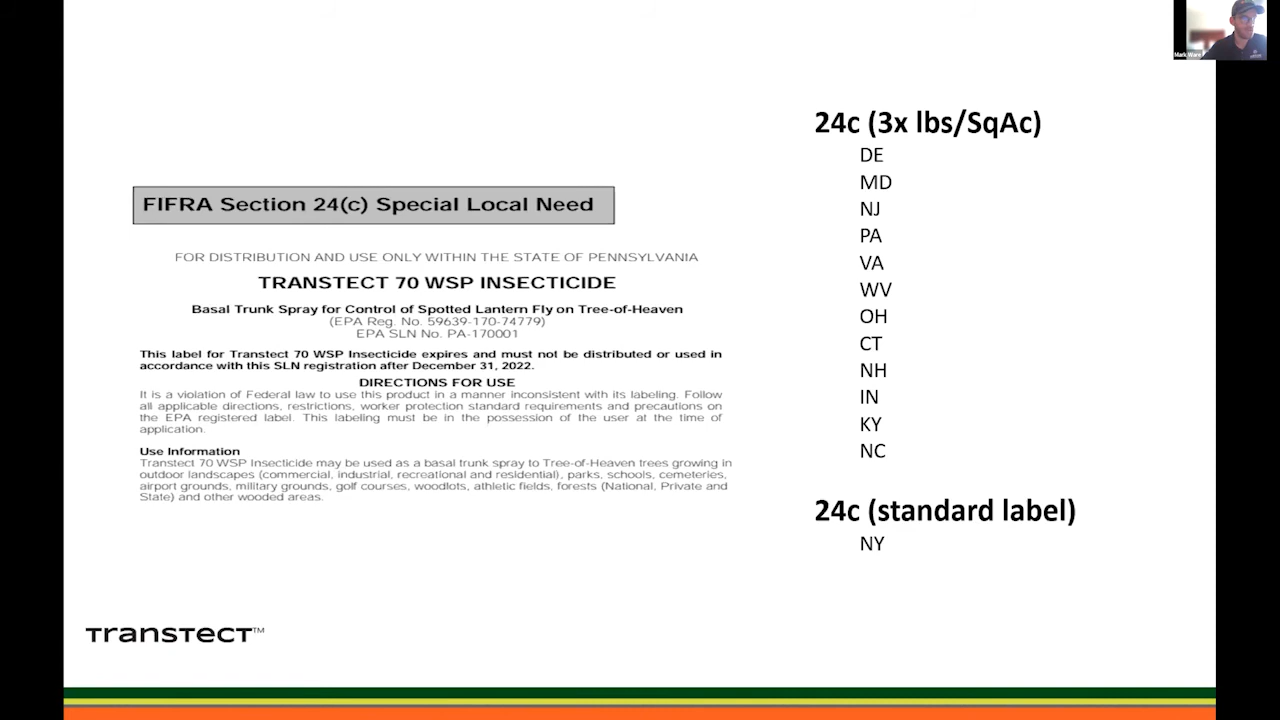 Mark Ware
FIFRA Section 24(c) Special Local Need
FOR DISTRIBUTION AND USE ONLY WITHIN THE STATE OF PENNSYLVANIA
TRANSTECT 70 WSP INSECTICIDE
Basal Trunk Spray for Control of Spotted Lantern Fly on Tree-of-Heaven
(EPA Reg. No. 59639-170-74779)
EPA SLN No. PA-170001
This label for Transtect 70 WSP Insecticide expires and must not be distributed or used in
accordance with this SLN registration after December 31, 2022.
DIRECTIONS FOR USE
It is a violation of Federal law to use this product in a manner inconsistent with its labeling. Follow
all applicable directions, restrictions, worker protection standard requirements and precautions on
the EPA registered label. This labeling must be in the possession of the user at the time of
application.
Use Information
Transtect 70 WSP Insecticide may be used as a basal trunk spray to Tree-of-Heaven trees growing in
outdoor landscapes (commercial, industrial, recreational and residential), parks, schools, cemeteries,
airport grounds, military grounds, golf courses, woodlots, athletic fields, forests (National, Private and
State) and other wooded areas.
24c (3x lbs/SqAc)
DE
MD
NJ
PA
VA
WV
OH
CT
NH
IN
KY
NC
24c (standard label)
NY
Transtect™